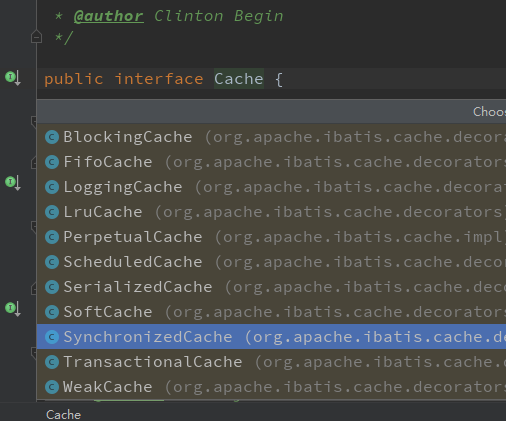 * @author Clinton Begin
*/
public interface Cache {
Choos
BlockingCache (org.apache.ibatis.cache.decora
FifoCache (org.apache.ibatis.cache.decorators
LoggingCache (org.apache.ibatis.cache.decorat
LruCache (org.apache.ibatis.cache.decorators)
PerpetualCache (org.apache.ibatis.cache.impl)
ScheduledCache (org.apache.ibatis.cache.deco
SerializedCache (org.apache.ibatis.cache.deco
SoftCache (org.apache.ibatis.cache.decorators
SynchronizedCache (org.apache.ibatis.cache.de
TransactionalCache (org.apache.ibatis.cache.d
WeakCache (org.apache.ibatis.cache.decorators
Cache